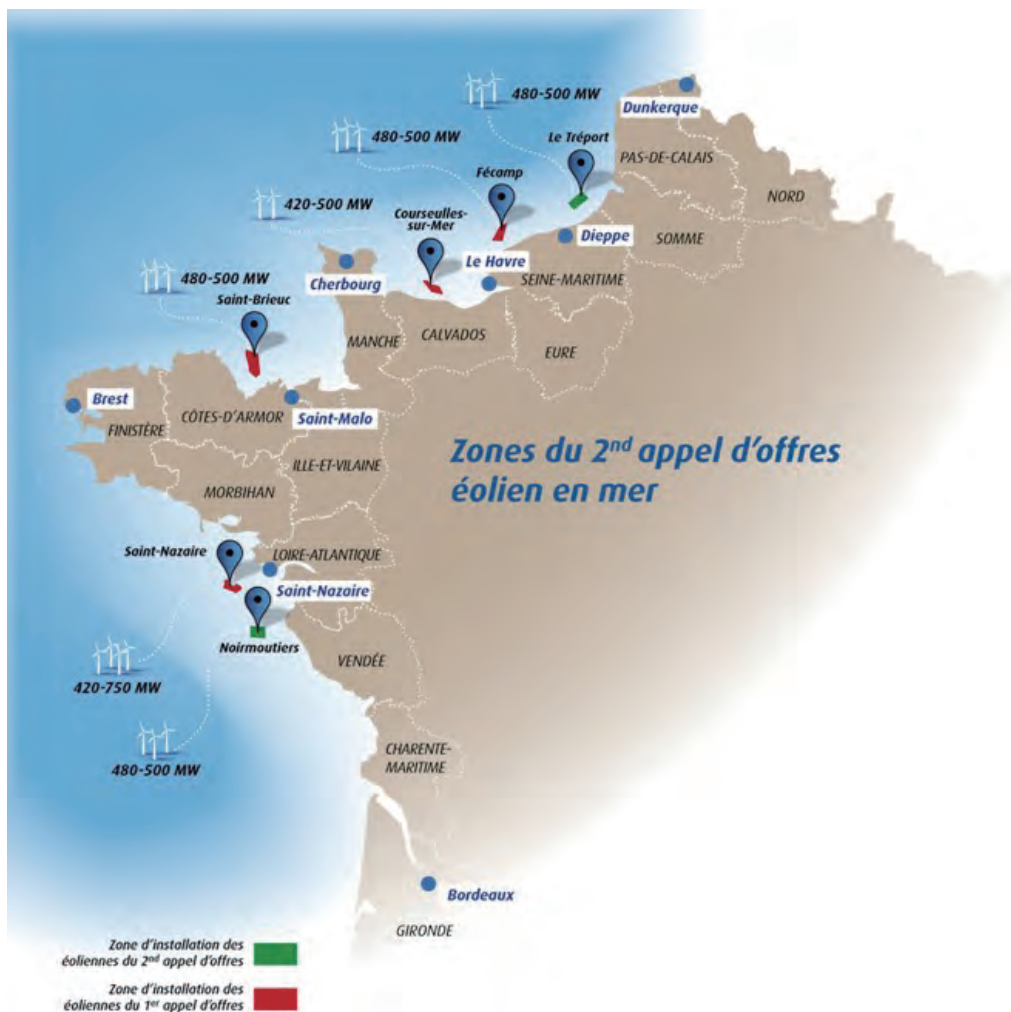 480-500 MW
Dunkerque
480-500 MW
Le Tréport
PAS-DE-CALAIS
Fécamp
NORD
420-500 MW
Courseulles-
sur-Mer
SOMME
Dieppe
Le Havre
480-500 MW
Cherbourg
SEINE-MARITIME
Saint-Brieuc
MANCHE
CALVADOS
EURE
Brest
CÔTES-D'ARMOR
Saint-Malo
FINISTÈRE
Zones du 2nd appel d'offres
éolien en mer
ILLE-ET-VILAINE
MORBIHAN
Saint-Nazaire
LOIRE-ATLANTIQUE
Saint-Nazaire
Noirmoutiers
VENDÉE
420-750 MW
480-500 MW
CHARENTE-
MARITIME
Bordeaux
GIRONDE
Zone d'installation des
éoliennes du 2nd appel d'offres
Zone d'installation des
éoliennes du 1er appel d'offres